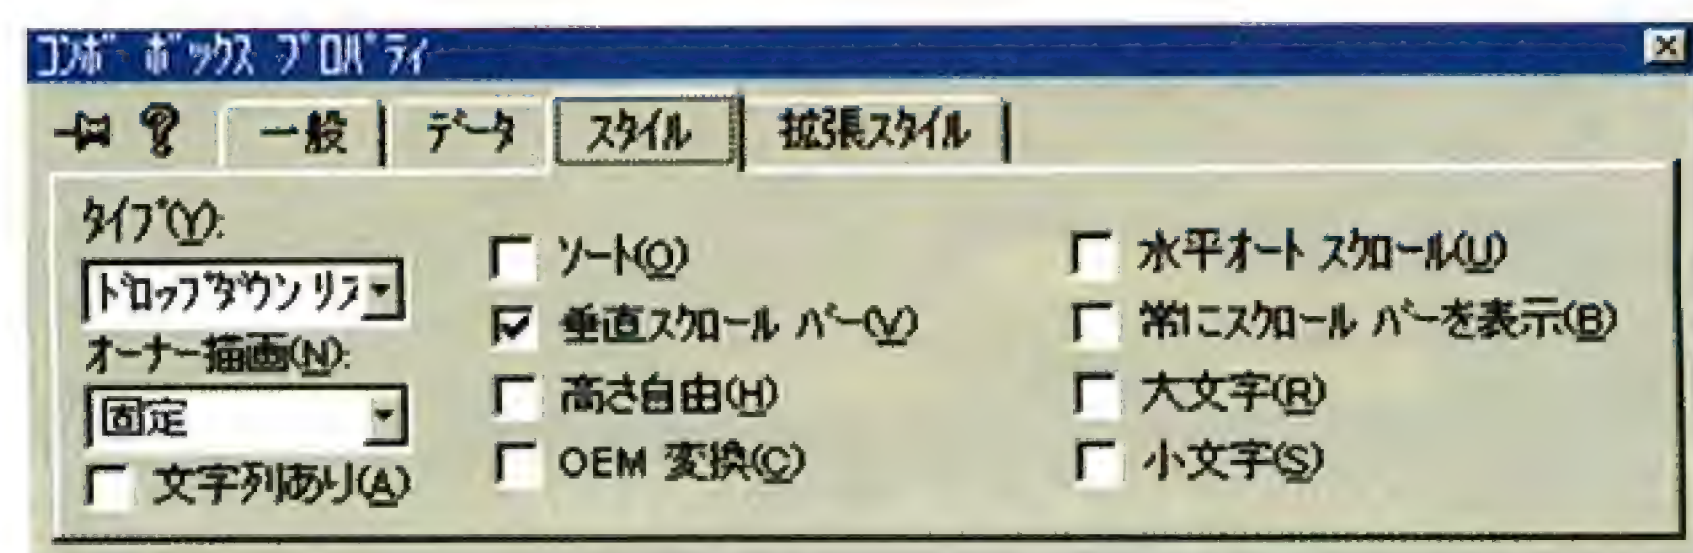 コンボ ボックス プロパティ
一般 データ スタイル 拡張スタイル
タイプ(Y):
ドロップダウン リス
オーナー描画(N):
固定
文字列あり(A)
ソート(O)
垂直スクロール バー(V)
高さ自由(H)
OEM 変換(C)
水平オート スクロール(U)
常にスクロール バーを表示(B)
大文字(R)
小文字(S)